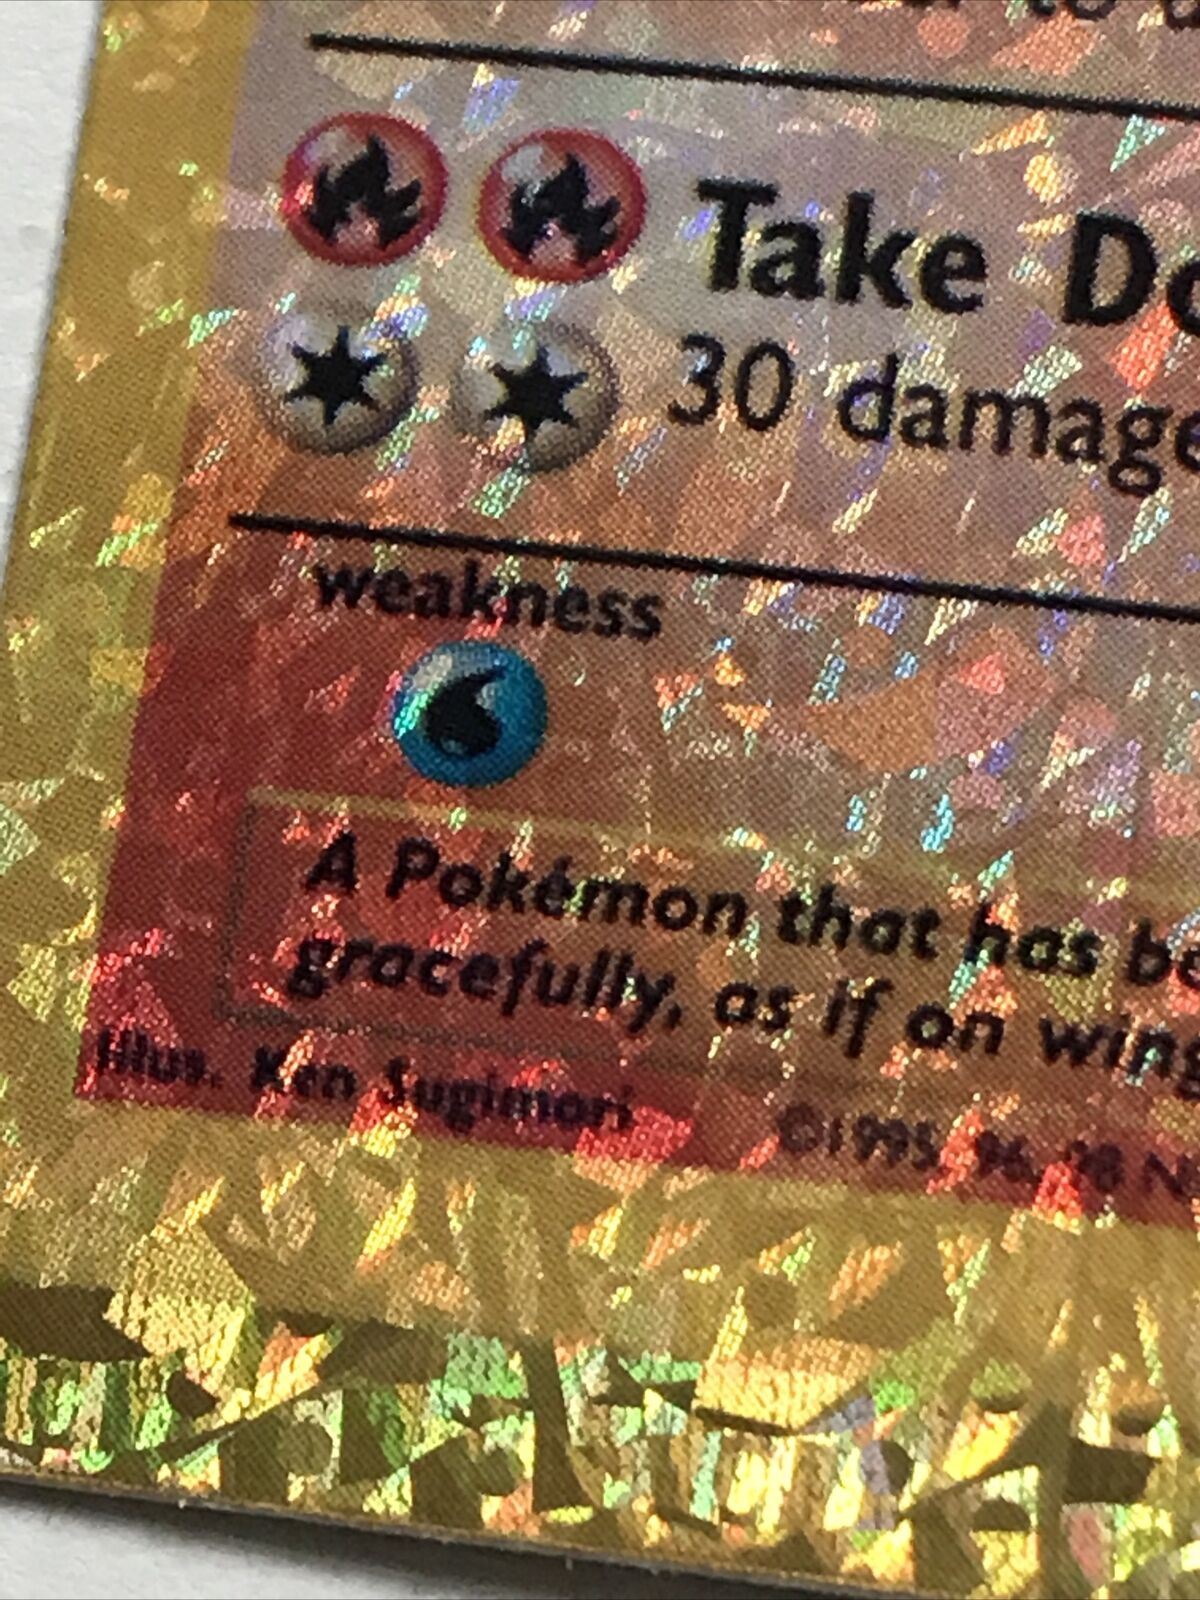 Take Do
30 damage
weakness
A Pokémon that has be
gracefully, as if on wing
Illus. Ken Sugimori ©1995, 96, 98 N